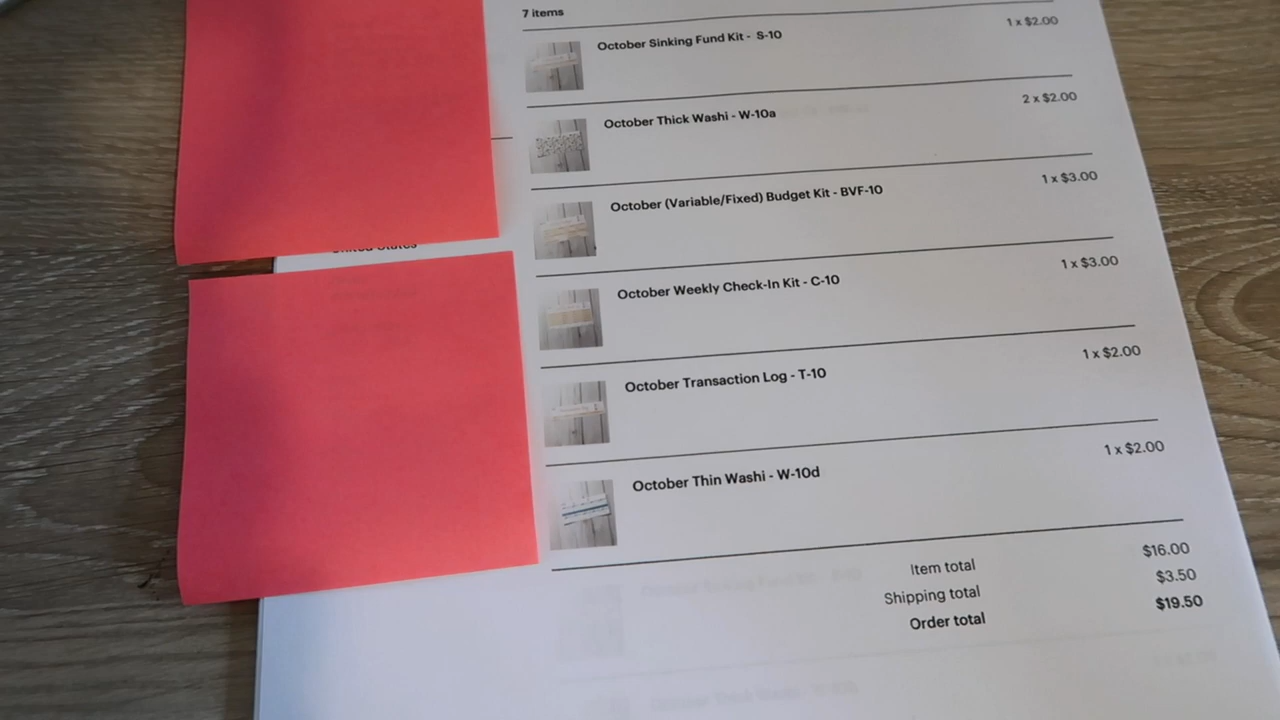 7 items
October Sinking Fund Kit - S-10 1 x $2.00
October Thick Washi - W-10a 2 x $2.00
October (Variable/Fixed) Budget Kit - BVF-10 1 x $3.00
October Weekly Check-In Kit - C-10 1 x $3.00
October Transaction Log - T-10 1 x $2.00
October Thin Washi - W-10d 1 x $2.00
Item total $16.00
Shipping total $3.50
Order total $19.50
United States